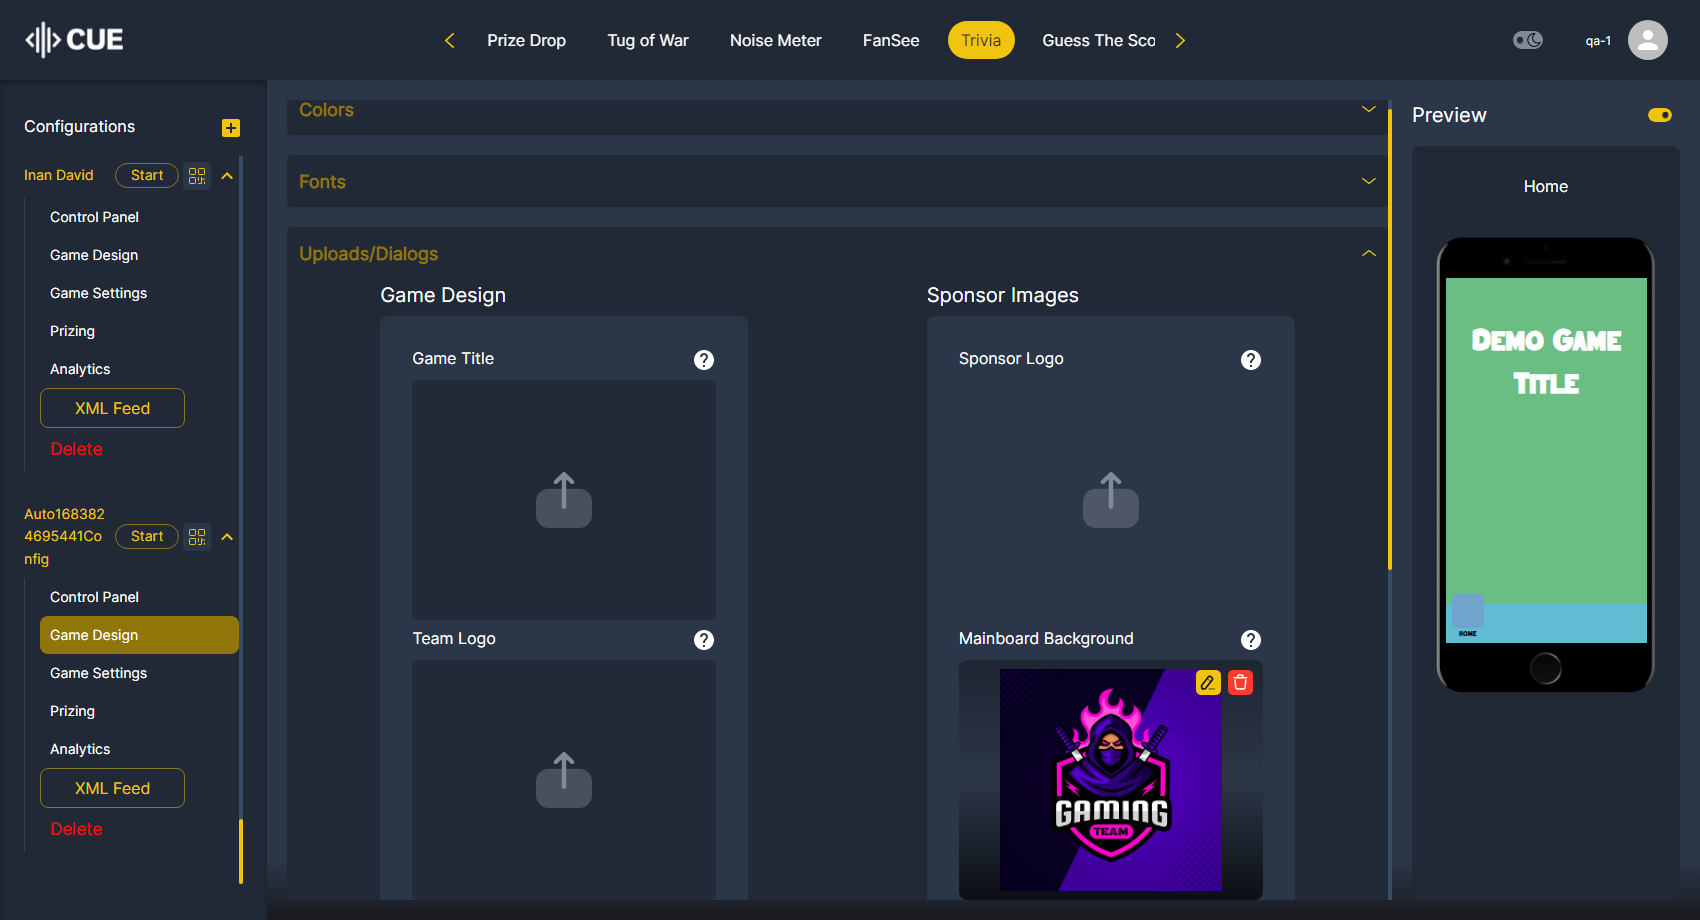 CUE
Prize Drop
Tug of War
Noise Meter
FanSee
Trivia
Guess The Sco
qa-1
Configurations
Inan David
Start
Control Panel
Game Design
Game Settings
Prizing
Analytics
XML Feed
Delete
Auto168382
4695441Co
nfig
Start
Control Panel
Game Design
Game Settings
Prizing
Analytics
XML Feed
Delete
Colors
Fonts
Uploads/Dialogs
Game Design
Game Title
?
Team Logo
?
Sponsor Images
Sponsor Logo
?
Mainboard Background
?
GAMING
TEAM
Preview
Home
Demo Game
Title
HOME